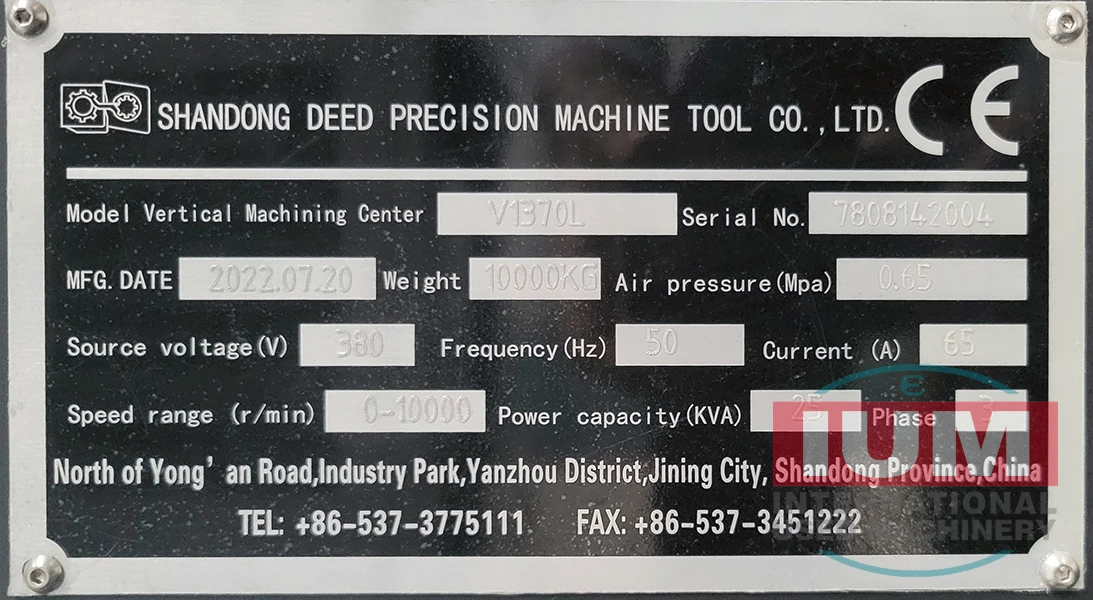 SHANDONG DEED PRECISION MACHINE TOOL CO.,LTD. CE
Model Vertical Machining Center V1370L Serial No. 7808142004
MFG. DATE 2022.07.20 Weight 10000KG Air pressure(Mpa) 0.65
Source voltage(V) 380 Frequency(Hz) 50 Current (A) 65
Speed range (r/min) 0-10000 Power capacity(KVA) 25 Phase 3
North of Yong' an Road,Industry Park,Yanzhou District,Jining City, Shandong Province,China
TEL: +86-537-3775111 FAX: +86-537-3451222
IUM
INTERNATIONAL
MACHINERY